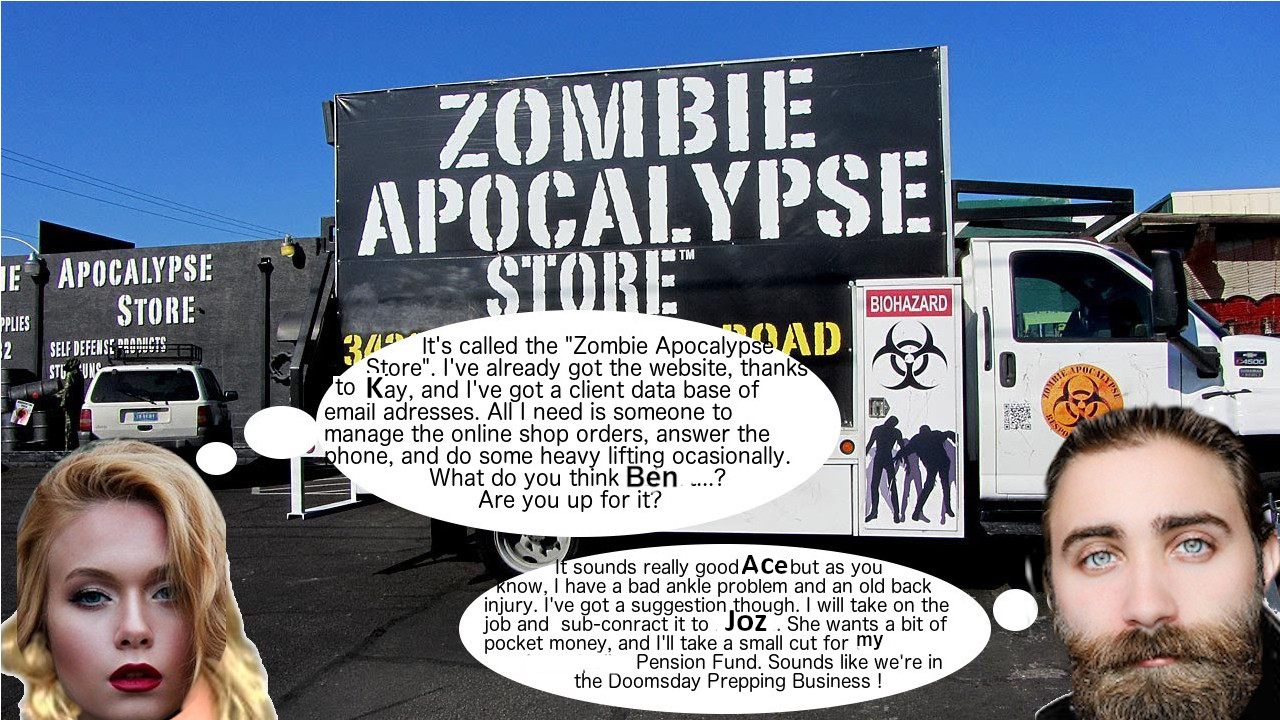 ZOMBIE
APOCALYPSE
STORE™
APOCALYPSE
STORE
SELF DEFENSE PRODUCTS
BIOHAZARD
ROAD
ZOMBIE APOCALYPSE
It's called the "Zombie Apocalypse
Store". I've already got the website, thanks
to Kay, and I've got a client data base of
email adresses. All I need is someone to
manage the online shop orders, answer the
phone, and do some heavy lifting ocasionally.
What do you think Ben ....?
Are you up for it?
It sounds really good Ace but as you
know, I have a bad ankle problem and an old back
injury. I've got a suggestion though. I will take on the
job and sub-conract it to Joz . She wants a bit of
pocket money, and I'll take a small cut for my
Pension Fund. Sounds like we're in
the Doomsday Prepping Business !